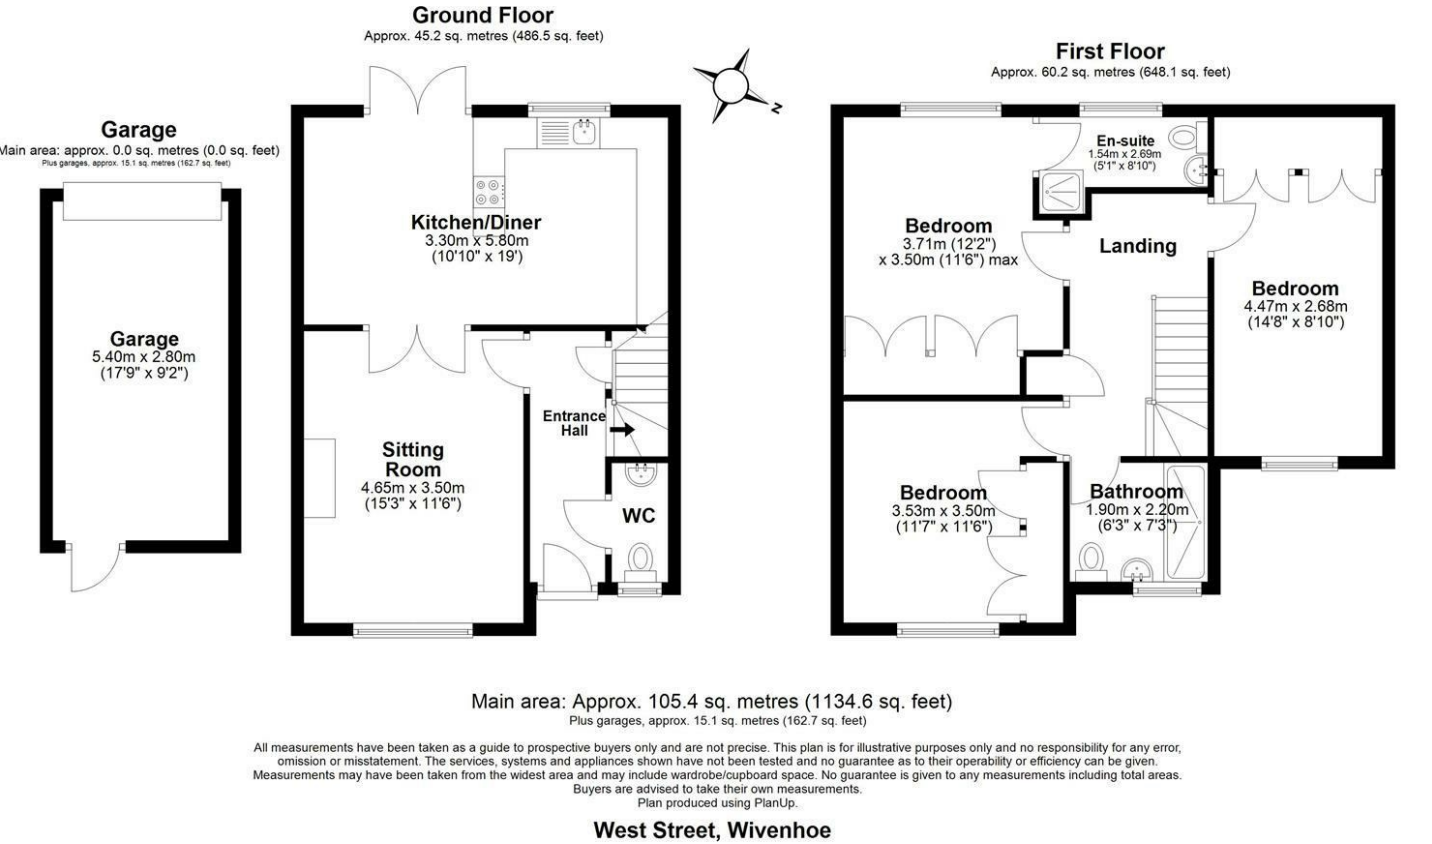 Ground Floor
Approx. 45.2 sq. metres (486.5 sq. feet)
First Floor
Approx. 60.2 sq. metres (648.1 sq. feet)
Garage
Main area: approx. 0.0 sq. metres (0.0 sq. feet)
Plus garages, approx. 15.1 sq. metres (162.7 sq. feet)
N
Garage
5.40m x 2.80m
(17'9" x 9'2")
Kitchen/Diner
3.30m x 5.80m
(10'10" x 19')
Sitting
Room
4.65m x 3.50m
(15'3" x 11'6")
Entrance
Hall
WC
En-suite
1.54m x 2.69m
(5'1" x 8'10")
Bedroom
3.71m (12'2")
x 3.50m (11'6") max
Landing
Bedroom
4.47m x 2.68m
(14'8" x 8'10")
Bedroom
3.53m x 3.50m
(11'7" x 11'6")
Bathroom
1.90m x 2.20m
(6'3" x 7'3")
Main area: Approx. 105.4 sq. metres (1134.6 sq. feet)
Plus garages, approx. 15.1 sq. metres (162.7 sq. feet)
All measurements have been taken as a guide to prospective buyers only and are not precise. This plan is for illustrative purposes only and no responsibility for any error,
omission or misstatement. The services, systems and appliances shown have not been tested and no guarantee as to their operability or efficiency can be given.
Measurements may have been taken from the widest area and may include wardrobe/cupboard space. No guarantee is given to any measurements including total areas.
Buyers are advised to take their own measurements.
Plan produced using PlanUp.
West Street, Wivenhoe